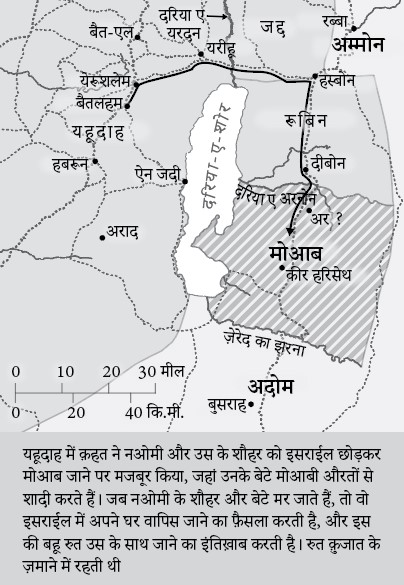 दरिया ए
यरदन
जद्द
रब्बा
अम्मोन
बैत-एल
यरीहू
यरूशलेम
हस्बोन
बैतलहम
रूबिन
यहूदाह
दरिया-ए-शोर
हबरून
ऐन जदी
दीबोन
दरिया ए अरनोन
अर ?
अराद
मोआब
कीर हरिसेथ
ज़ेरेद का झरना
0 10 20 30 मील
0 20 40 कि.मी.
अदोम
बुसराह
यहूदाह में क़हत ने नओमी और उस के शौहर को इसराईल छोड़कर
मोआब जाने पर मजबूर किया, जहां उनके बेटे मोआबी औरतों से
शादी करते हैं। जब नओमी के शौहर और बेटे मर जाते हैं, तो वो
इसराईल में अपने घर वापिस जाने का फ़ैसला करती है, और इस
की बहू रुत उस के साथ जाने का इंतिख़ाब करती है। रुत क़ुजात के
ज़माने में रहती थी